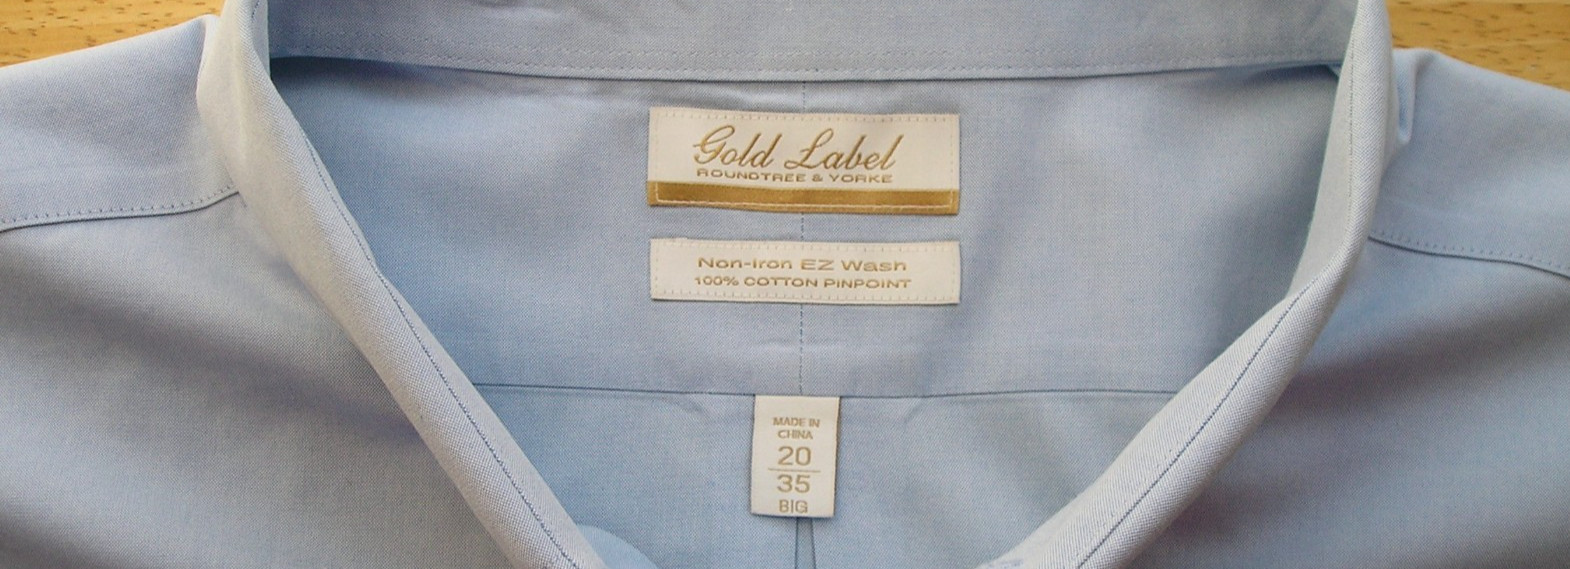 Gold Label
ROUNDTREE & YORKE
Non-Iron EZ Wash
100% COTTON PINPOINT
MADE IN
CHINA
20
35
BIG